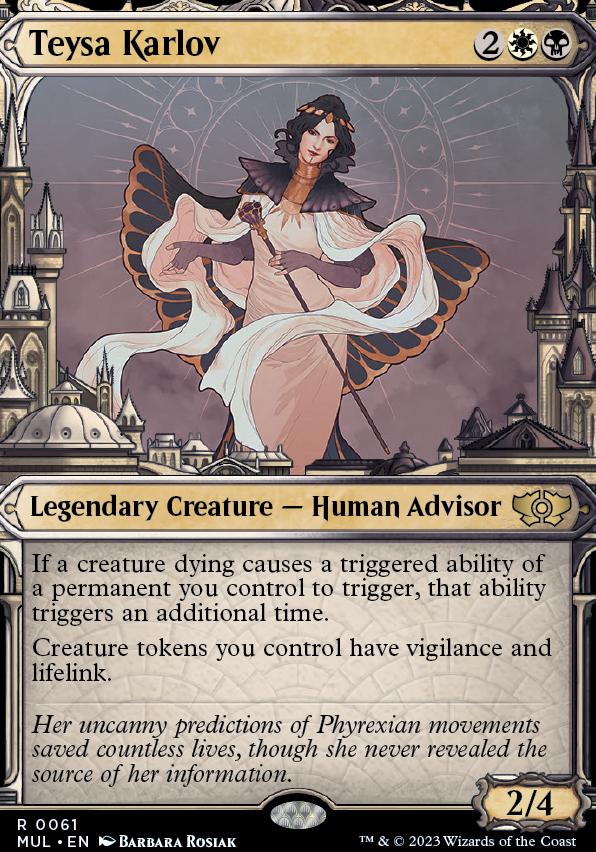 Teysa Karlov 2
Legendary Creature — Human Advisor
If a creature dying causes a triggered ability of
a permanent you control to trigger, that ability
triggers an additional time.
Creature tokens you control have vigilance and
lifelink.
Her uncanny predictions of Phyrexian movements
saved countless lives, though she never revealed the
source of her information.
2/4
R 0061
MUL • EN Barbara Rosiak
™ & © 2023 Wizards of the Coast